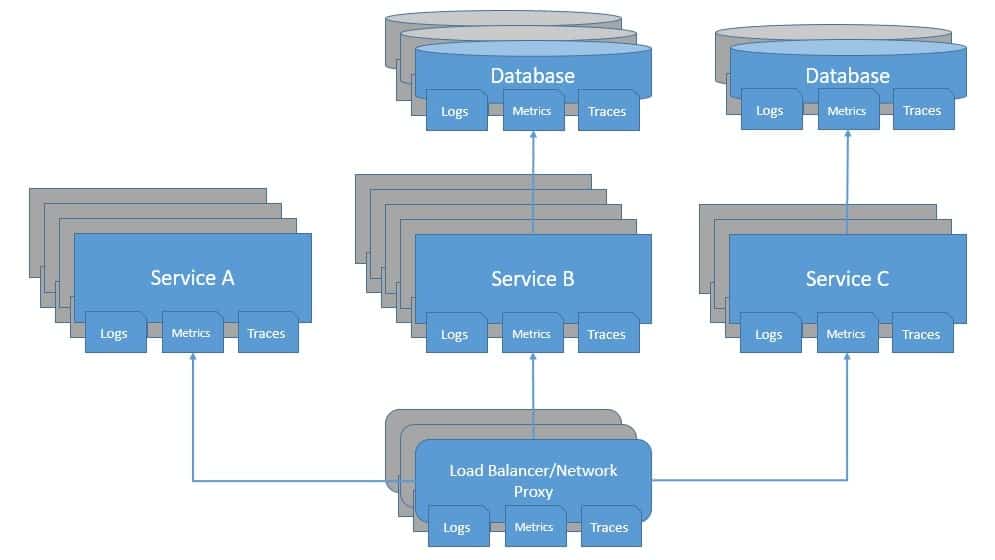 Database
Logs Metrics Traces
Database
Logs Metrics Traces
Service A
Logs Metrics Traces
Service B
Logs Metrics Traces
Service C
Logs Metrics Traces
Load Balancer/Network
Proxy
Logs Metrics Traces